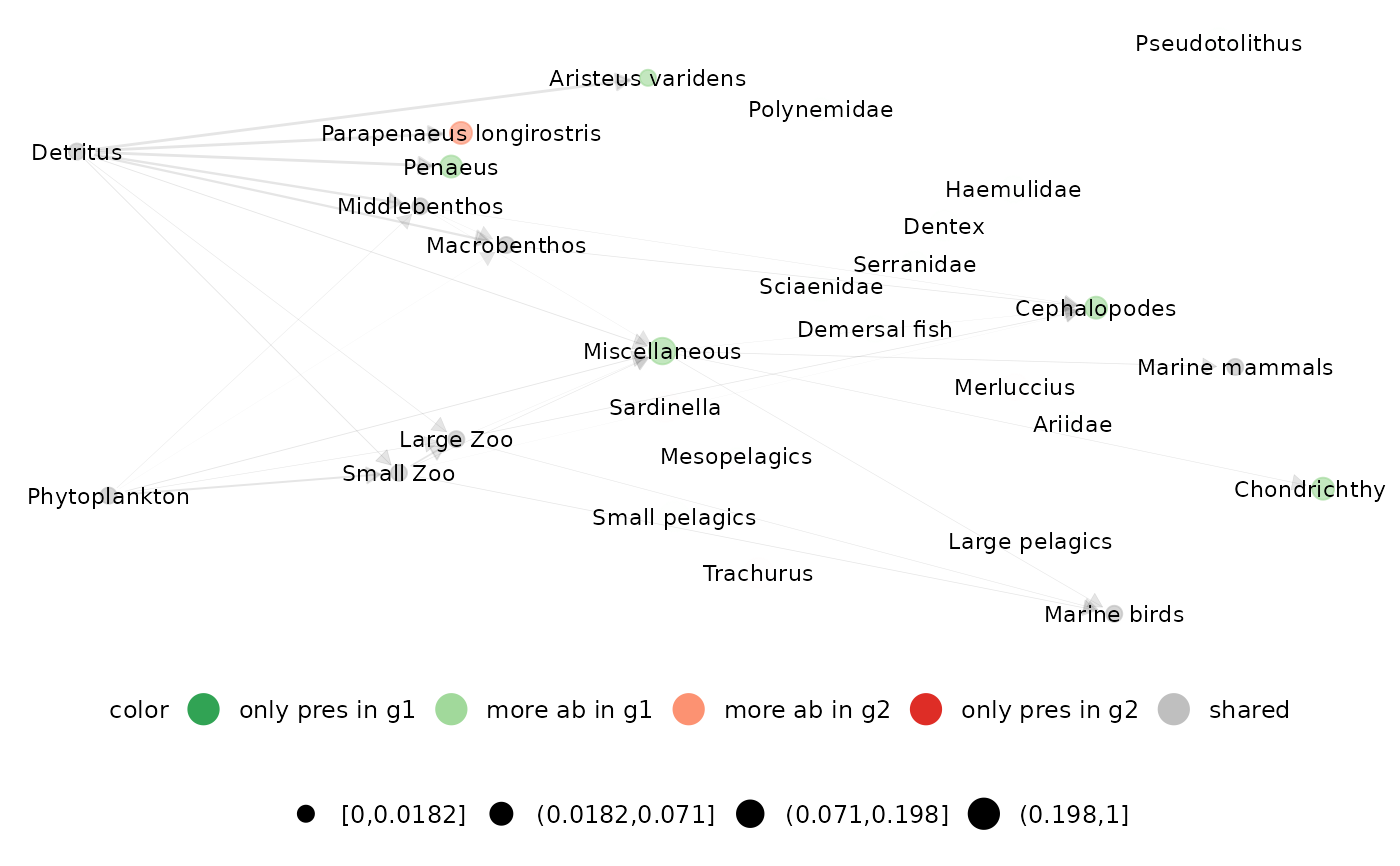 Pseudotolithus
Aristeus varidens
Polynemidae
Parapenaeus longirostris
Detritus
Penaeus
Haemulidae
Middlebenthos
Dentex
Macrobenthos
Serranidae
Sciaenidae
Cephalopodes
Demersal fish
Miscellaneous
Marine mammals
Merluccius
Sardinella
Ariidae
Large Zoo
Mesopelagics
Small Zoo
Chondrichthy
Phytoplankton
Small pelagics
Large pelagics
Trachurus
Marine birds
color only pres in g1 more ab in g1 more ab in g2 only pres in g2 shared
[0,0.0182] (0.0182,0.071] (0.071,0.198] (0.198,1]